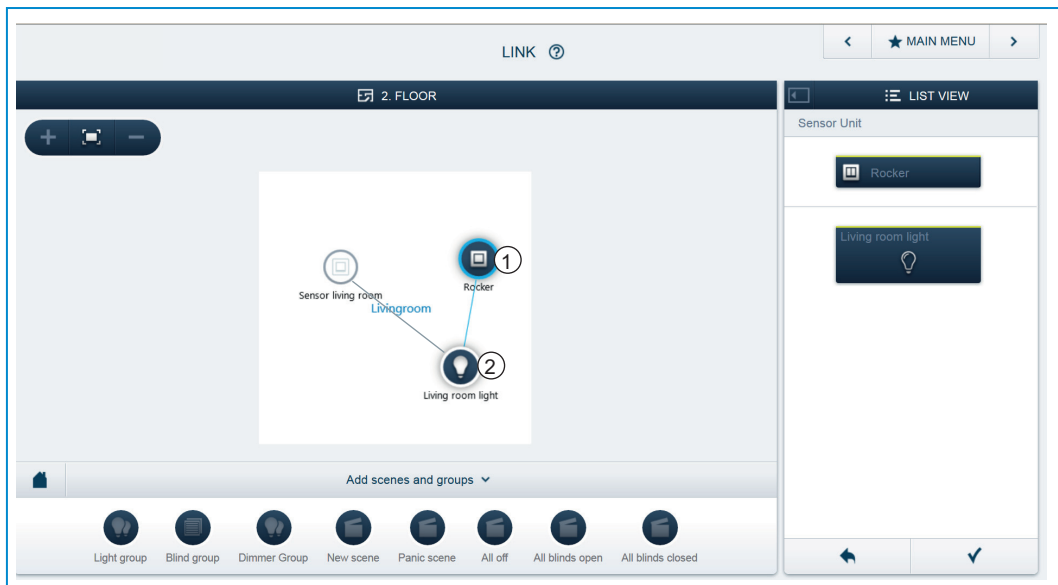 LINK ?
MAIN MENU
2. FLOOR
LIST VIEW
Sensor Unit
Rocker
Living room light
1
Sensor living room
Rocker
Livingroom
2
Living room light
Add scenes and groups
Light group
Blind group
Dimmer Group
New scene
Panic scene
All off
All blinds open
All blinds closed